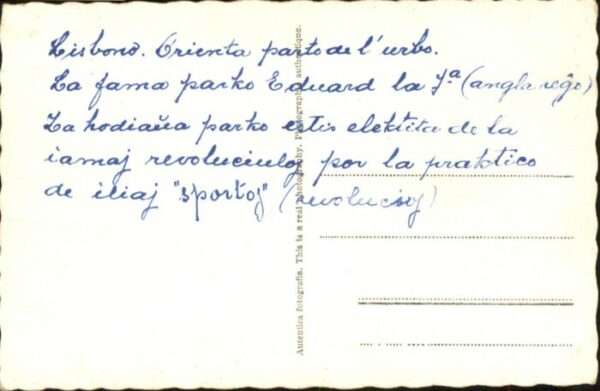 Lisbono. Orienta parto de l' urbo.
La fama parko Eduard la 7ª (angla reĝo)
La hodiaŭa parko estis elektita de la
iamaj revoluciuloj por la praktico
de iliaj "sportoj" (revolucioj)
Autentica fotografia. This is a real photography. Photographie authentique.